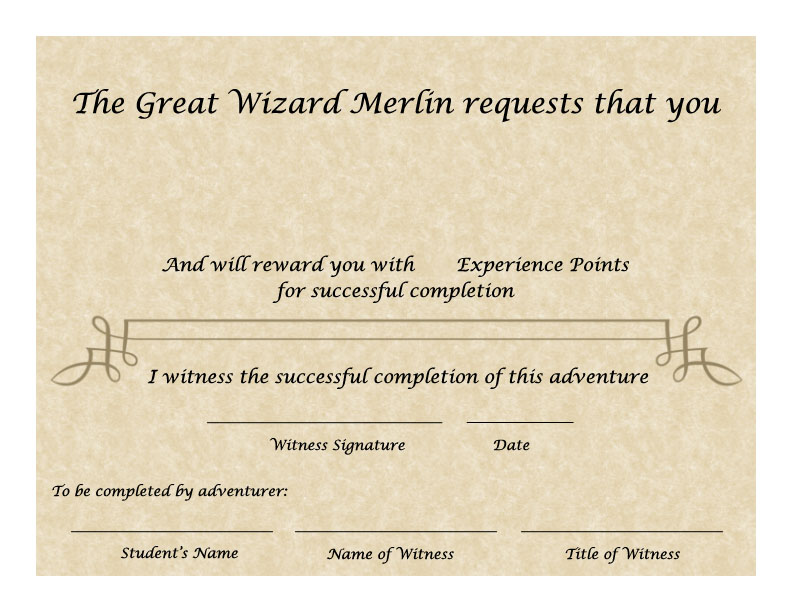 The Great Wizard Merlin requests that you
And will reward you with Experience Points
for successful completion
I witness the successful completion of this adventure
Witness Signature Date
To be completed by adventurer:
Student's Name Name of Witness Title of Witness